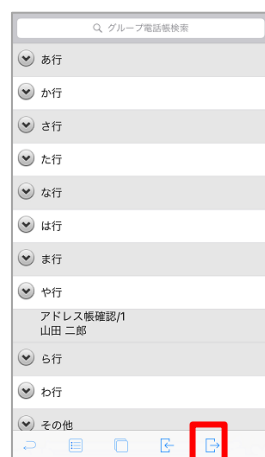 グループ電話帳検索
あ行
か行
さ行
た行
な行
は行
ま行
や行
アドレス帳確認/1
山田 二郎
ら行
わ行
その他